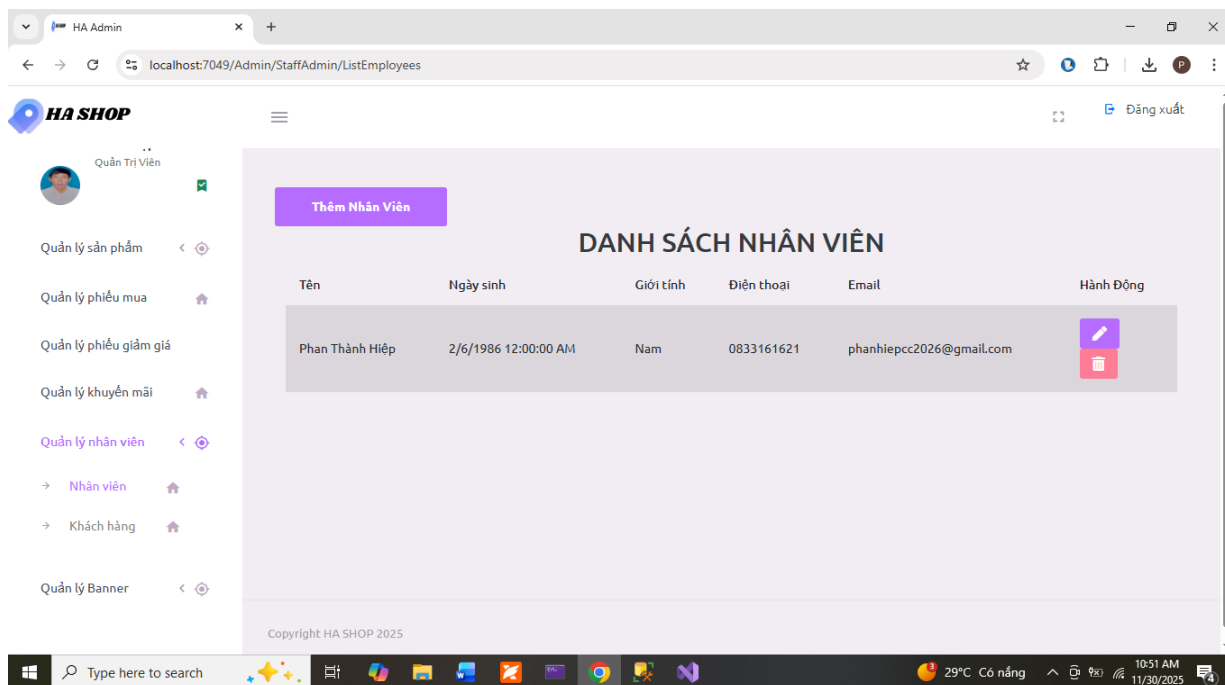 HA Admin
localhost:7049/Admin/StaffAdmin/ListEmployees
P
HA SHOP
Đăng xuất
Quản Trị Viên
Thêm Nhân Viên
DANH SÁCH NHÂN VIÊN
Quản lý sản phẩm
Tên Ngày sinh Giới tính Điện thoại Email Hành Động
Quản lý phiếu mua
Quản lý phiếu giảm giá
Phan Thành Hiệp 2/6/1986 12:00:00 AM Nam 0833161621 phanhiepcc2026@gmail.com
Quản lý khuyến mãi
Quản lý nhân viên
Nhân viên
Khách hàng
Quản lý Banner
Copyright HA SHOP 2025
Type here to search
3
29°C Có nắng
10:51 AM
11/30/2025
4